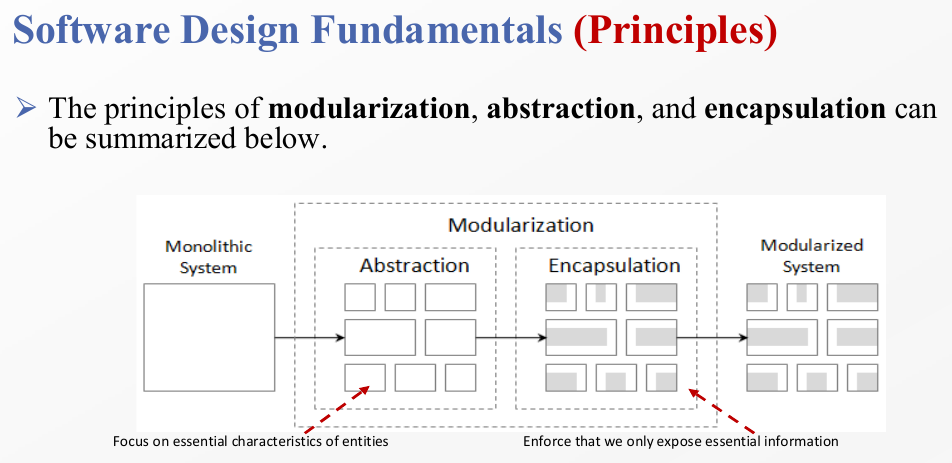 Software Design Fundamentals (Principles)
➢ The principles of modularization, abstraction, and encapsulation can
be summarized below.
Modularization
Monolithic
System
Abstraction
Encapsulation
Modularized
System
Focus on essential characteristics of entities
Enforce that we only expose essential information